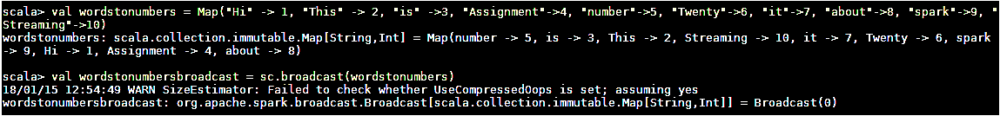 scala> val wordstonumbers = Map("Hi" -> 1, "This" -> 2, "is" ->3, "Assignment"->4, "number"->5, "Twenty"->6, "it"->7, "about"->8, "spark"->9, "
Streaming"->10)
wordstonumbers: scala.collection.immutable.Map[String,Int] = Map(number -> 5, is -> 3, This -> 2, Streaming -> 10, it -> 7, Twenty -> 6, spark
-> 9, Hi -> 1, Assignment -> 4, about -> 8)
scala> val wordstonumbersbroadcast = sc.broadcast(wordstonumbers)
18/01/15 12:54:49 WARN SizeEstimator: Failed to check whether UseCompressedOops is set; assuming yes
wordstonumbersbroadcast: org.apache.spark.broadcast.Broadcast[scala.collection.immutable.Map[String,Int]] = Broadcast(0)